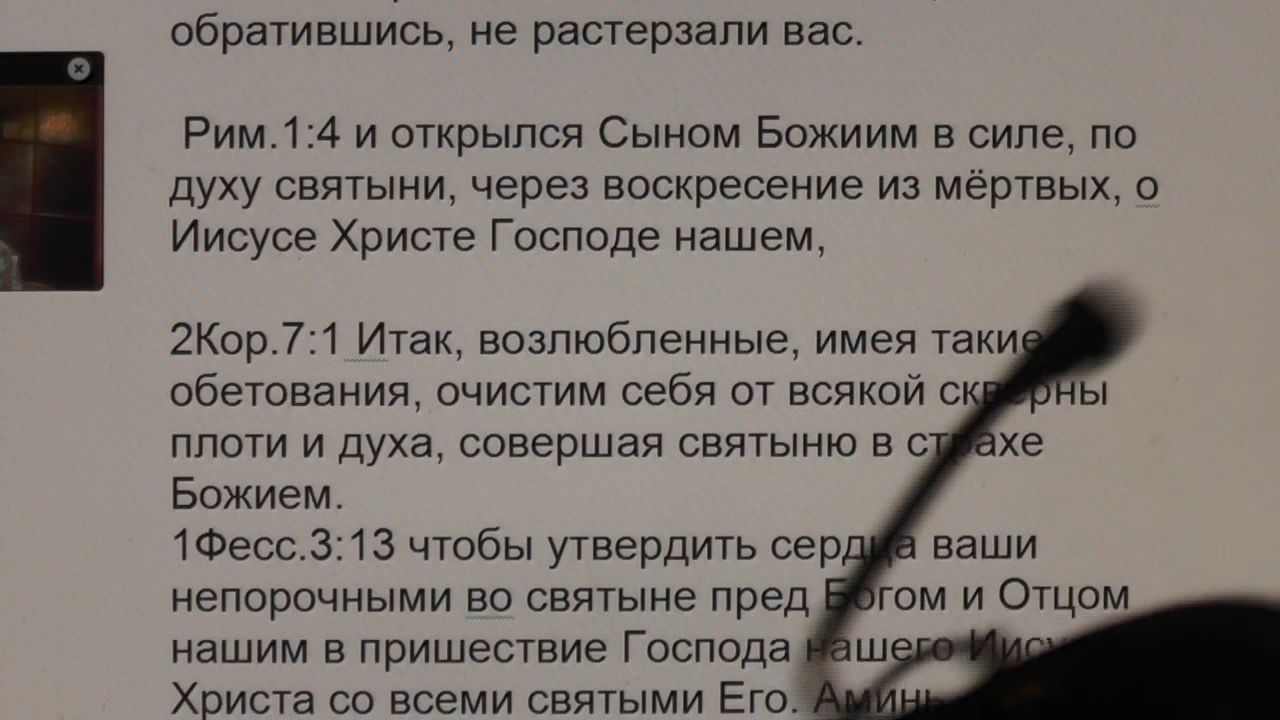 обратившись, не растерзали вас.
Рим.1:4 и открылся Сыном Божиим в силе, по
духу святыни, через воскресение из мёртвых, о
Иисусе Христе Господе нашем,
2Кор.7:1 Итак, возлюбленные, имея такие
обетования, очистим себя от всякой скверны
плоти и духа, совершая святыню в страхе
Божием.
1Фесс.3:13 чтобы утвердить сердца ваши
непорочными во святыне пред Богом и Отцом
нашим в пришествие Господа нашего
Христа со всеми святыми Его. Аминь